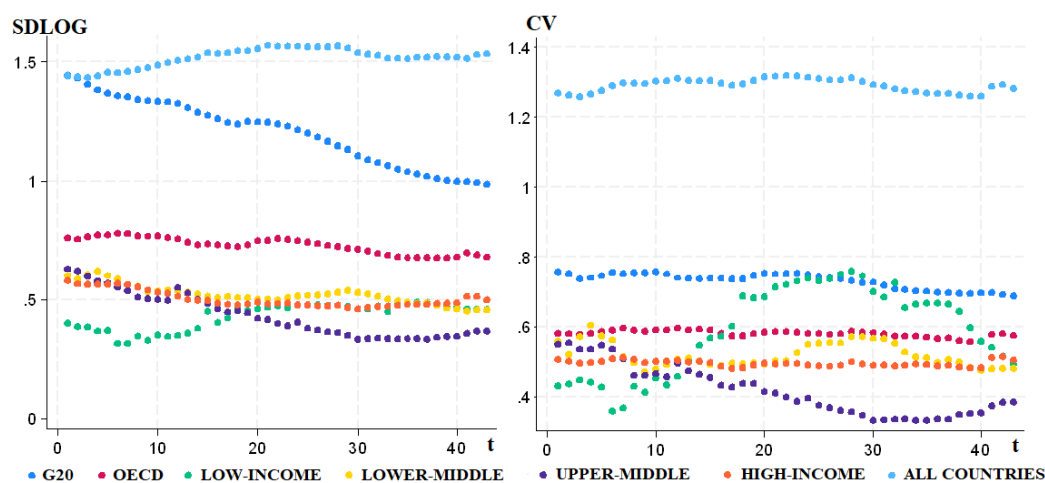 SDLOG
CV
1.5
1
.5
0
0
10
20
30
40
t
1.4
1.2
1
.8
.6
.4
0
10
20
30
40
t
G20
OECD
LOW-INCOME
LOWER-MIDDLE
UPPER-MIDDLE
HIGH-INCOME
ALL COUNTRIES